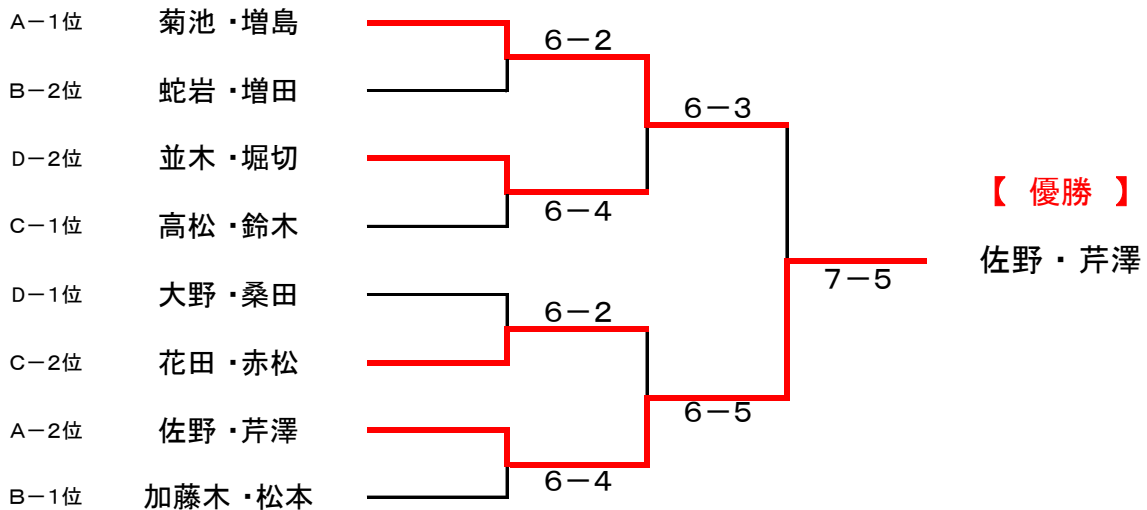 A－1位 菊池 ・増島
6－2
B－2位 蛇岩 ・増田
6－3
D－2位 並木 ・堀切
【 優勝 】
6－4
C－1位 高松 ・鈴木
佐野 ・ 芹澤
7－5
D－1位 大野 ・桑田
6－2
C－2位 花田 ・赤松
6－5
A－2位 佐野 ・芹澤
6－4
B－1位 加藤木 ・松本